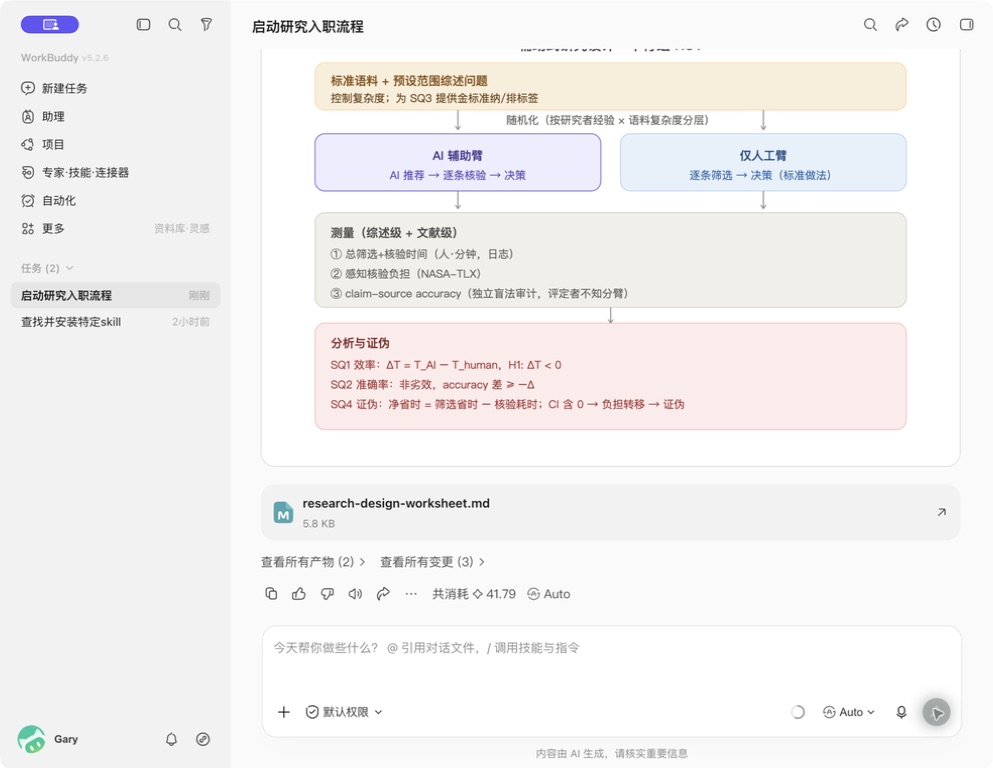 启动研究入职流程
WorkBuddy v5.2.6
新建任务
助理
项目
专家·技能·连接器
自动化
更多 资料库·灵感
任务 (2)
启动研究入职流程 刚刚
查找并安装特定skill 2小时前
标准语料 + 预设范围综述问题
控制复杂度；为 SQ3 提供金标准纳/排标签
随机化（按研究者经验 × 语料复杂度分层）
AI 辅助臂
AI 推荐 → 逐条核验 → 决策
仅人工臂
逐条筛选 → 决策（标准做法）
测量（综述级 + 文献级）
① 总筛选+核验时间（人·分钟，日志）
② 感知核验负担（NASA-TLX）
③ claim-source accuracy（独立盲法审计，评定者不知分臂）
分析与证伪
SQ1 效率：ΔT = T_AI − T_human，H1: ΔT < 0
SQ2 准确率：非劣效，accuracy 差 ≥ −Δ
SQ4 证伪：净省时 = 筛选省时 − 核验耗时；CI 含 0 → 负担转移 → 证伪
research-design-worksheet.md
5.8 KB
查看所有产物 (2) 查看所有变更 (3)
共消耗 41.79 Auto
今天帮你做些什么？ @ 引用对话文件，/ 调用技能与指令
默认权限 Auto
Gary
内容由 AI 生成，请核实重要信息